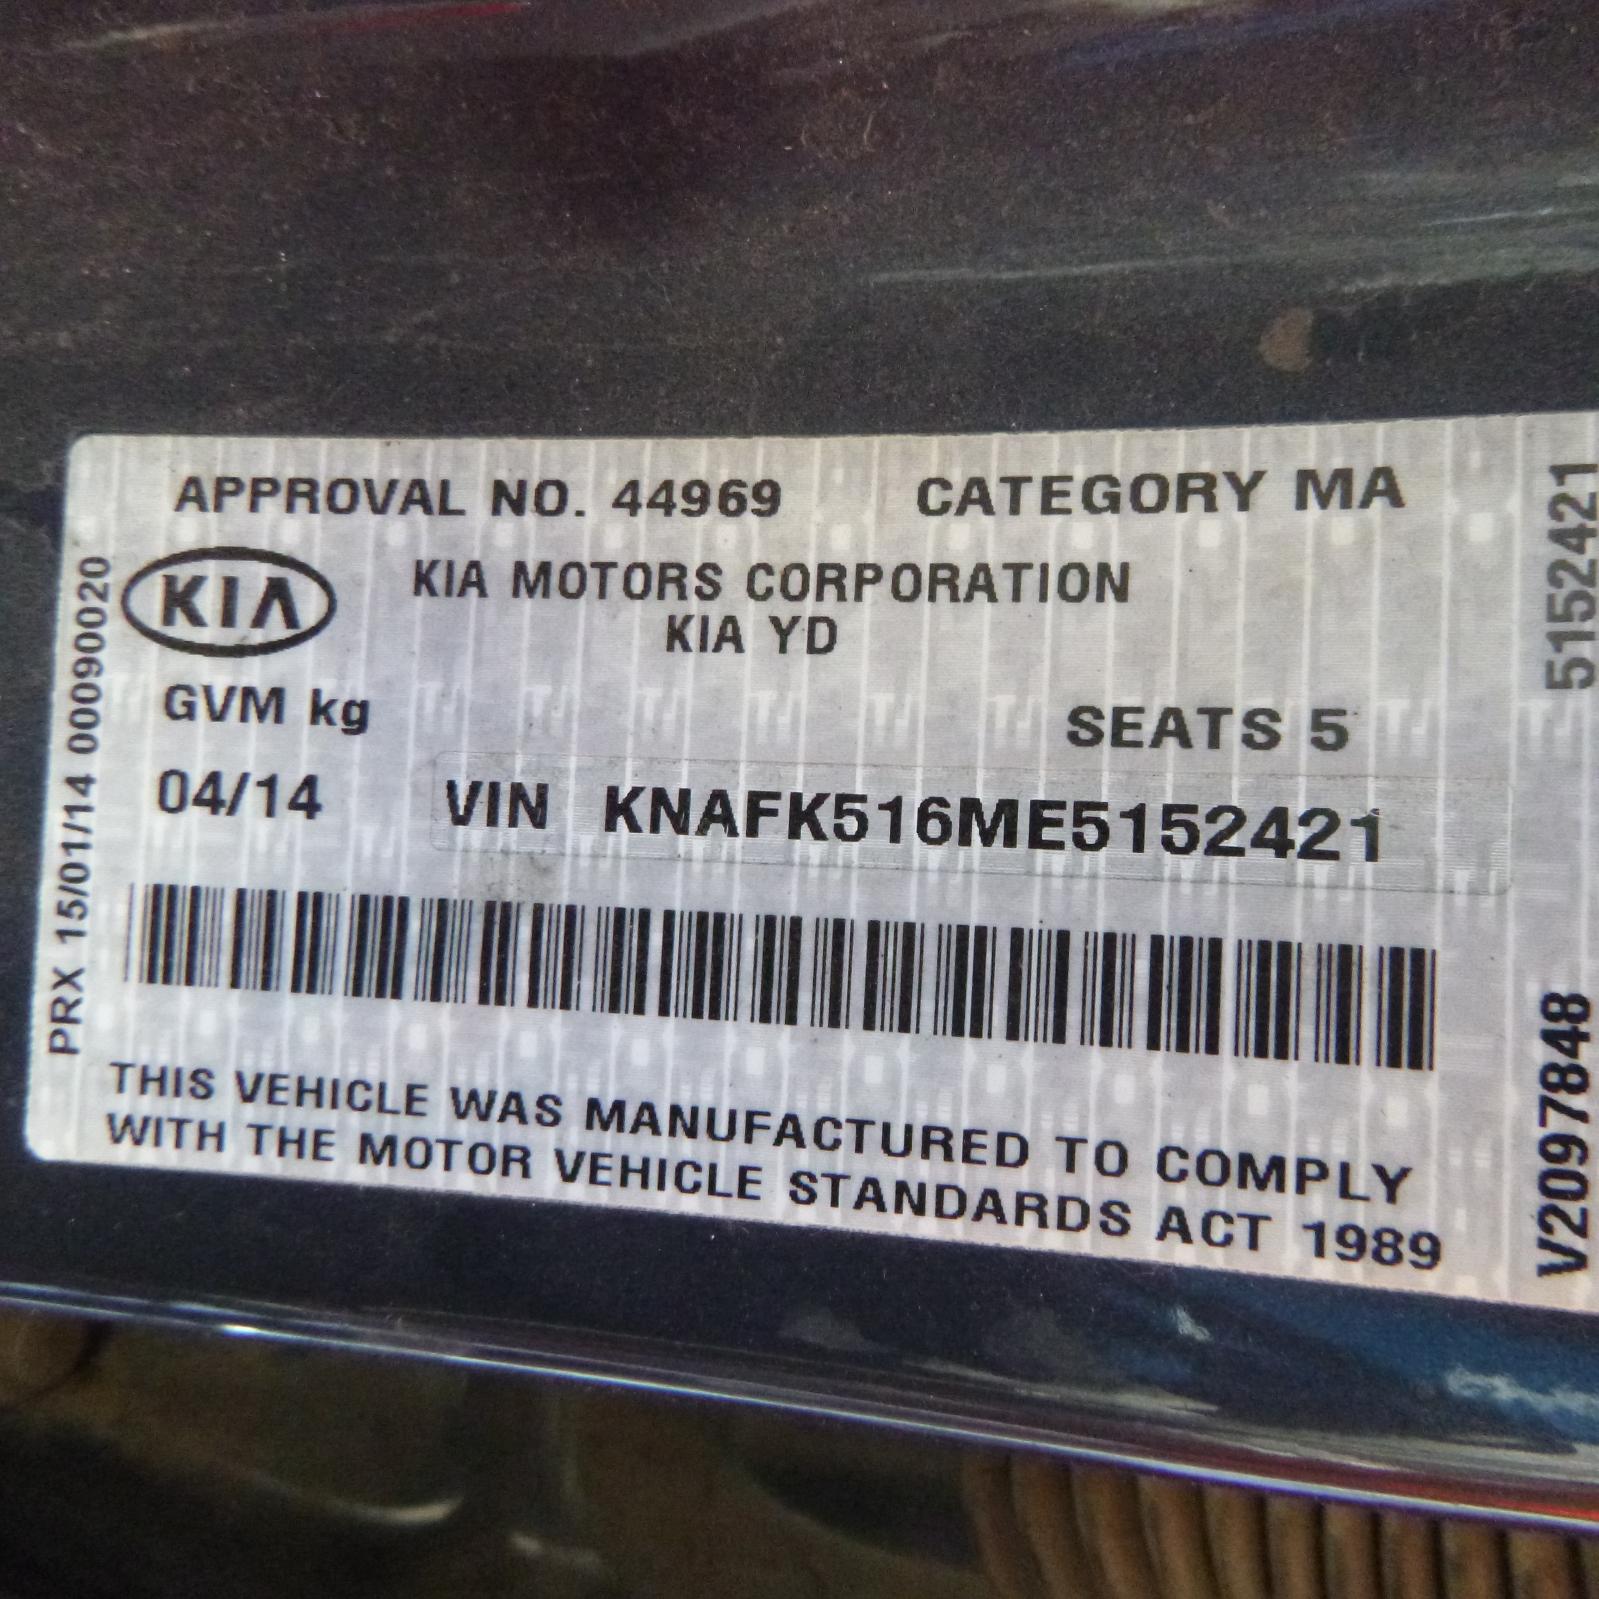 APPROVAL NO. 44969 CATEGORY MA
KIA KIA MOTORS CORPORATION
KIA YD
GVM kg SEATS 5
04/14 VIN KNAFK516ME5152421
THIS VEHICLE WAS MANUFACTURED TO COMPLY
WITH THE MOTOR VEHICLE STANDARDS ACT 1989
PRX 15/01/14 00090020
V2097848 5152421